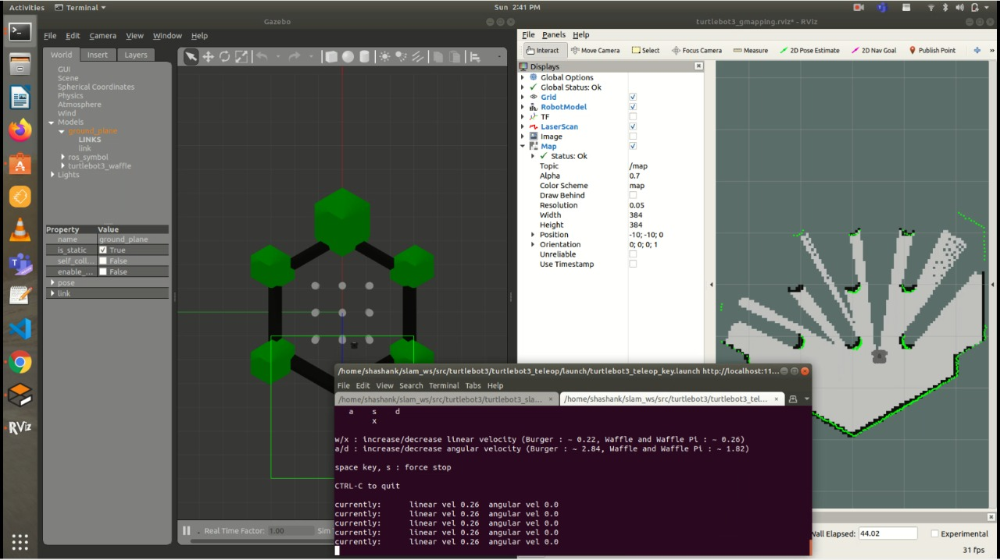 Activities Terminal Sun 2:41 PM
Gazebo
File Edit Camera View Window Help
World Insert Layers
GUI
Scene
Spherical Coordinates
Physics
Atmosphere
Wind
Models
ground_plane
LINKS
link
ros_symbol
turtlebot3_waffle
Lights
Property Value
name ground_plane
is_static True
self_coll... False
enable_... False
pose
link
Real Time Factor: 1.00 Sim
turtlebot3_gmapping.rviz* - RViz
File Panels Help
Interact Move Camera Select Focus Camera Measure 2D Pose Estimate 2D Nav Goal Publish Point »
Displays
Global Options
Global Status: Ok
Grid
RobotModel
TF
LaserScan
Image
Map
Status: Ok
Topic /map
Alpha 0.7
Color Scheme map
Draw Behind
Resolution 0.05
Width 384
Height 384
Position -10; -10; 0
Orientation 0; 0; 0; 1
Unreliable
Use Timestamp
/home/shashank/slam_ws/src/turtlebot3/turtlebot3_teleop/launch/turtlebot3_teleop_key.launch http://localhost:11...
File Edit View Search Terminal Tabs Help
/home/shashank/slam_ws/src/turtlebot3/turtlebot3_sla... × /home/shashank/slam_ws/src/turtlebot3/turtlebot3_tel... ×
a s d
x
w/x : increase/decrease linear velocity (Burger : ~ 0.22, Waffle and Waffle Pi : ~ 0.26)
a/d : increase/decrease angular velocity (Burger : ~ 2.84, Waffle and Waffle Pi : ~ 1.82)
space key, s : force stop
CTRL-C to quit
currently: linear vel 0.26 angular vel 0.0
currently: linear vel 0.26 angular vel 0.0
currently: linear vel 0.26 angular vel 0.0
currently: linear vel 0.26 angular vel 0.0
currently: linear vel 0.26 angular vel 0.0
Wall Elapsed: 44.02 Experimental
31 fps
RViz